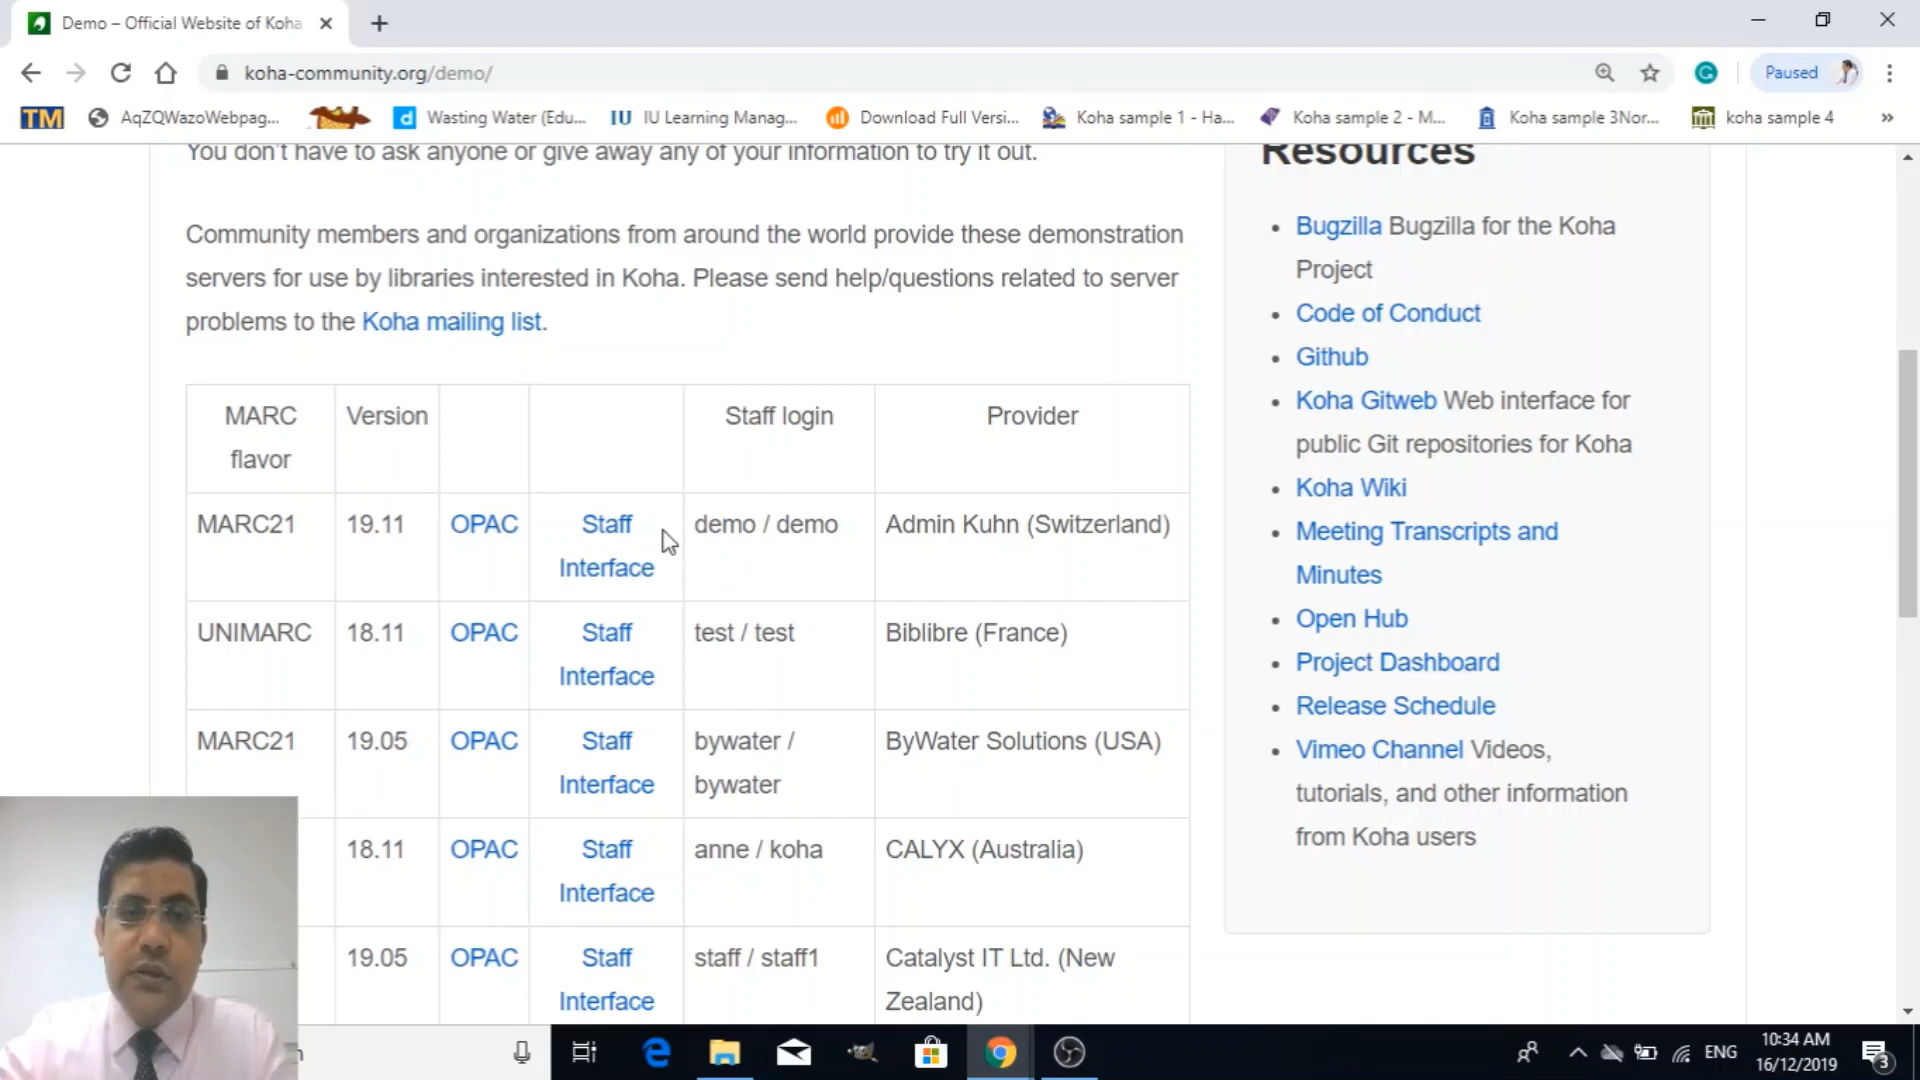 Demo – Official Website of Koha
koha-community.org/demo/
Paused
TM
AqZQWazoWebpag...
Wasting Water (Edu...
IU IU Learning Manag...
Download Full Versi...
Koha sample 1 - Ha...
Koha sample 2 - M...
Koha sample 3Nor...
koha sample 4
You don't have to ask anyone or give away any of your information to try it out.
Community members and organizations from around the world provide these demonstration
servers for use by libraries interested in Koha. Please send help/questions related to server
problems to the Koha mailing list.
MARC flavor Version Staff login Provider
MARC21 19.11 OPAC Staff Interface demo / demo Admin Kuhn (Switzerland)
UNIMARC 18.11 OPAC Staff Interface test / test Biblibre (France)
MARC21 19.05 OPAC Staff Interface bywater / bywater ByWater Solutions (USA)
18.11 OPAC Staff Interface anne / koha CALYX (Australia)
19.05 OPAC Staff Interface staff / staff1 Catalyst IT Ltd. (New Zealand)
Resources
Bugzilla Bugzilla for the Koha
Project
Code of Conduct
Github
Koha Gitweb Web interface for
public Git repositories for Koha
Koha Wiki
Meeting Transcripts and
Minutes
Open Hub
Project Dashboard
Release Schedule
Vimeo Channel Videos,
tutorials, and other information
from Koha users
ENG
10:34 AM
16/12/2019
3